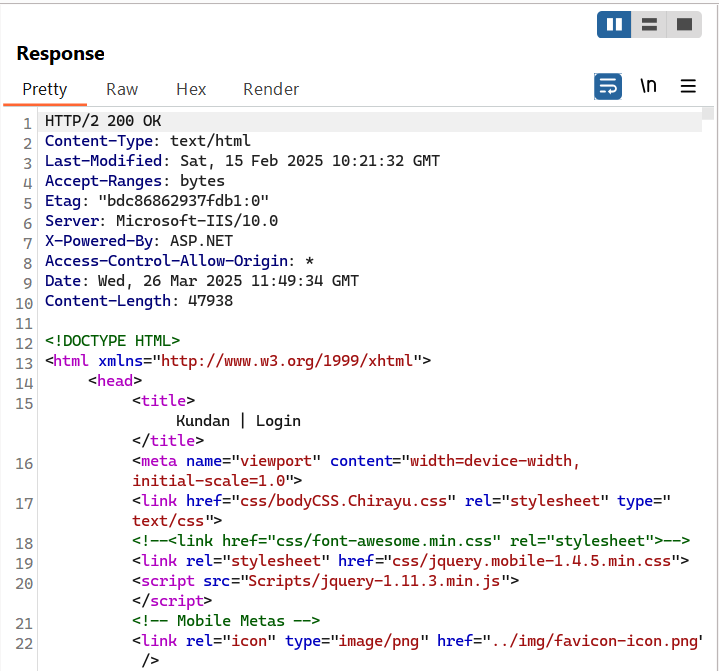 Response
Pretty Raw Hex Render \n
1 HTTP/2 200 OK
2 Content-Type: text/html
3 Last-Modified: Sat, 15 Feb 2025 10:21:32 GMT
4 Accept-Ranges: bytes
5 Etag: "bdc86862937fdb1:0"
6 Server: Microsoft-IIS/10.0
7 X-Powered-By: ASP.NET
8 Access-Control-Allow-Origin: *
9 Date: Wed, 26 Mar 2025 11:49:34 GMT
10 Content-Length: 47938
11
12 <!DOCTYPE HTML>
13 <html xmlns="http://www.w3.org/1999/xhtml">
14 <head>
15 <title>
Kundan | Login
</title>
16 <meta name="viewport" content="width=device-width,
initial-scale=1.0">
17 <link href="css/bodyCSS.Chirayu.css" rel="stylesheet" type="
text/css">
18 <!--<link href="css/font-awesome.min.css" rel="stylesheet">-->
19 <link rel="stylesheet" href="css/jquery.mobile-1.4.5.min.css">
20 <script src="Scripts/jquery-1.11.3.min.js">
</script>
21 <!-- Mobile Metas -->
22 <link rel="icon" type="image/png" href="../img/favicon-icon.png"
/>